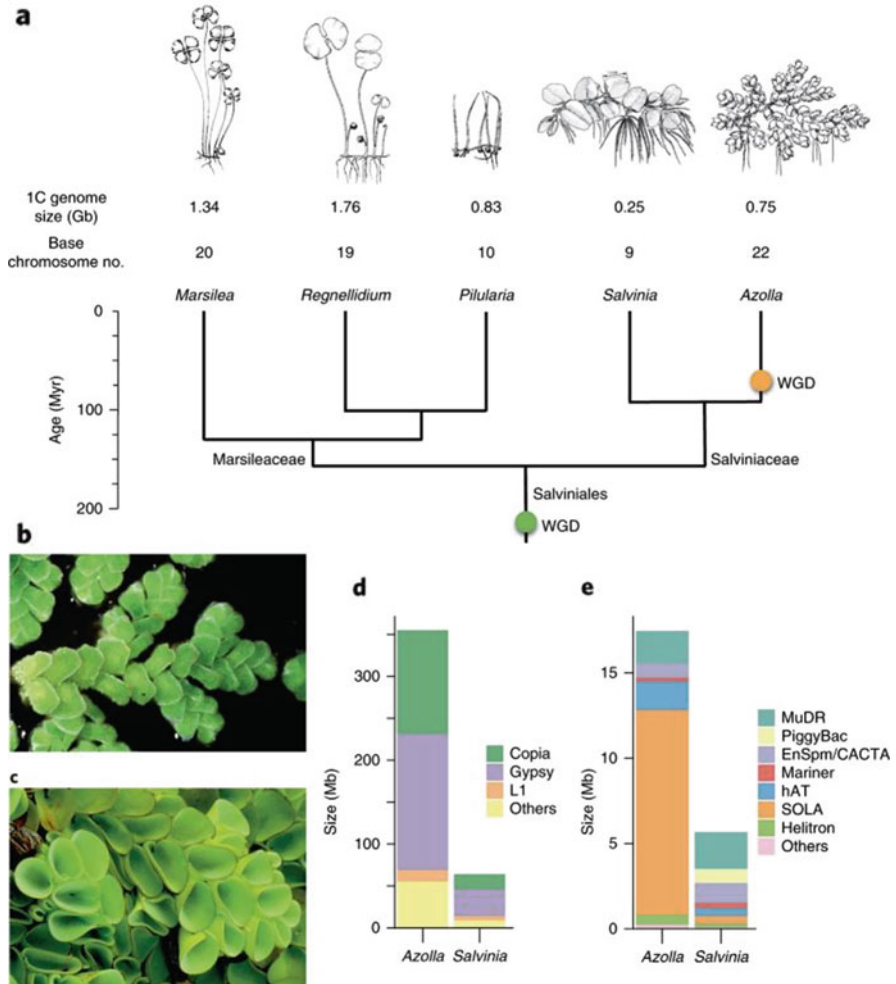 a
1C genome
size (Gb)
1.34 1.76 0.83 0.25 0.75
Base
chromosome no.
20 19 10 9 22
Marsilea Regnellidium Pilularia Salvinia Azolla
0
100
200
Age (Myr)
WGD
Marsileaceae
Salviniaceae
Salviniales
WGD
b
c
d
300
200
100
0
Size (Mb)
Copia
Gypsy
L1
Others
Azolla Salvinia
e
15
10
5
0
Size (Mb)
MuDR
PiggyBac
EnSpm/CACTA
Mariner
hAT
SOLA
Helitron
Others
Azolla Salvinia